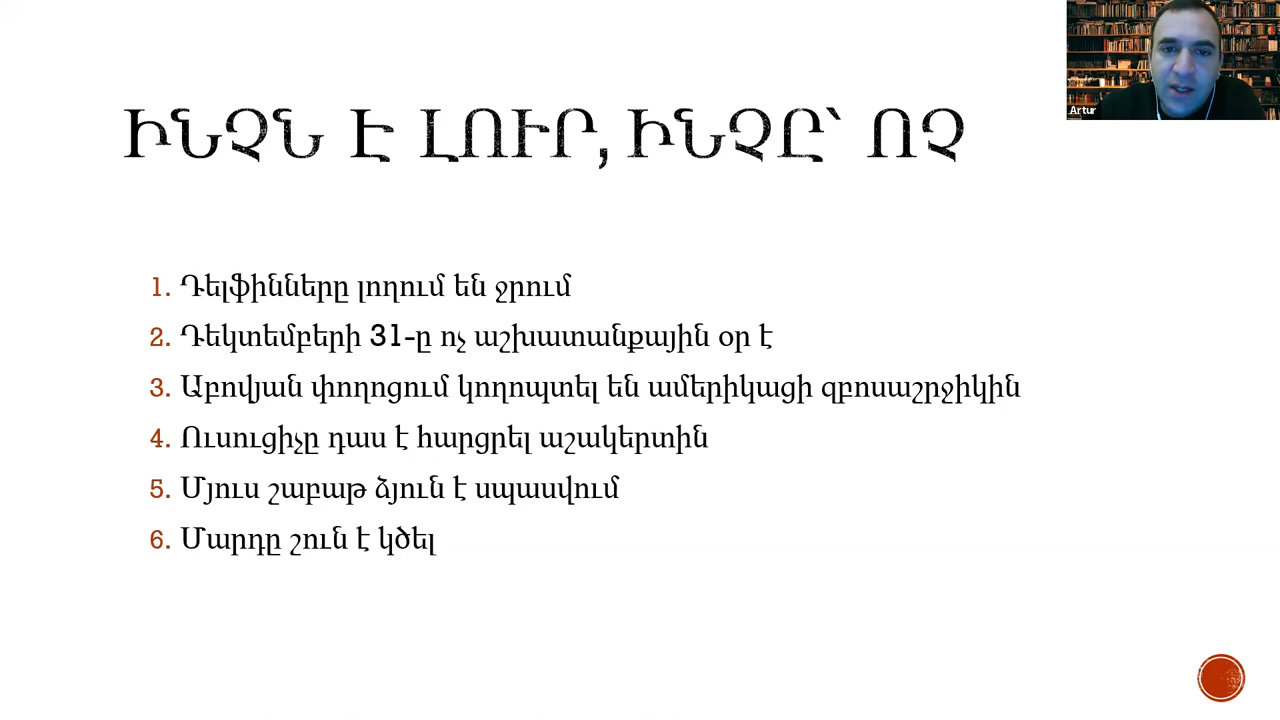 ԻՆՉՆ Է ԼՈՒՐ, ԻՆՉԸ՝ ՈՉ
Artur
1. Դելֆինները լողում են ջրում
2. Դեկտեմբերի 31-ը ոչ աշխատանքային օր է
3. Աբովյան փողոցում կողոպտել են ամերիկացի զբոսաշրջիկին
4. Ուսուցիչը դաս է հարցրել աշակերտին
5. Մյուս շաբաթ ձյուն է սպասվում
6. Մարդը շուն է կծել